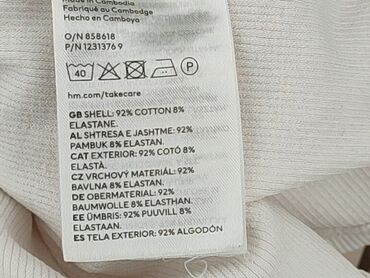 Made in Cambodia
Fabriqué au Cambodge
Hecho en Camboya
O/N 858618
P/N 1231376 9
40
P
hm.com/takecare
GB SHELL: 92% COTTON 8%
ELASTANE.
AL SHTRESA E JASHTME: 92%
PAMBUK 8% ELASTAN.
CAT EXTERIOR: 92% COTÓ 8%
ELASTÀ.
CZ VRCHOVÝ MATERIÁL: 92%
BAVLNA 8% ELASTAN.
DE OBERMATERIAL: 92%
BAUMWOLLE 8% ELASTHAN.
EE ÜMBRIS: 92% PUUVILL 8%
ELASTAAN.
ES TELA EXTERIOR: 92% ALGODÓN